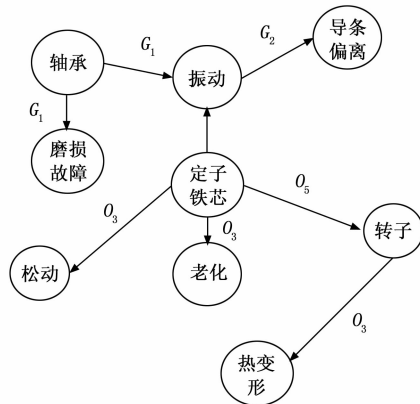 导条
偏离
G₂
G₁
轴承
振动
G₁
磨损
故障
定子
铁芯
O₅
O₃
O₃
转子
松动
老化
O₃
热变
形